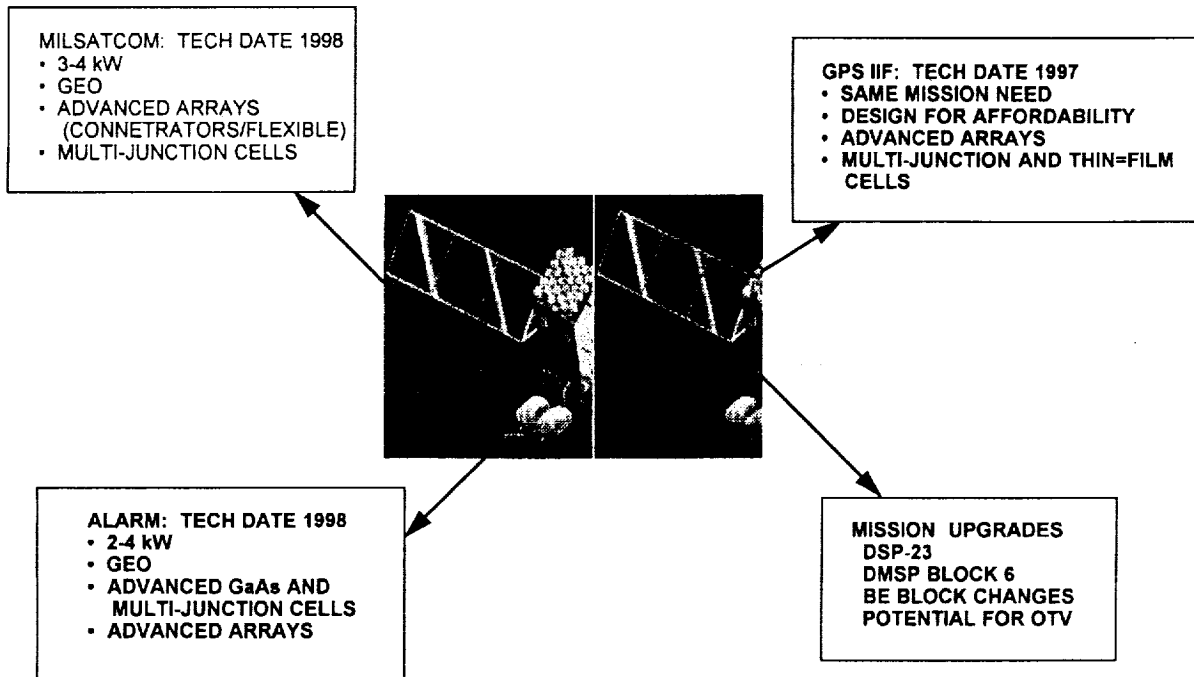 MILSATCOM: TECH DATE 1998
• 3-4 kW
• GEO
• ADVANCED ARRAYS
(CONNETRATORS/FLEXIBLE)
• MULTI-JUNCTION CELLS
GPS IIF: TECH DATE 1997
• SAME MISSION NEED
• DESIGN FOR AFFORDABILITY
• ADVANCED ARRAYS
• MULTI-JUNCTION AND THIN=FILM
CELLS
ALARM: TECH DATE 1998
• 2-4 kW
• GEO
• ADVANCED GaAs AND
MULTI-JUNCTION CELLS
• ADVANCED ARRAYS
MISSION UPGRADES
DSP-23
DMSP BLOCK 6
BE BLOCK CHANGES
POTENTIAL FOR OTV